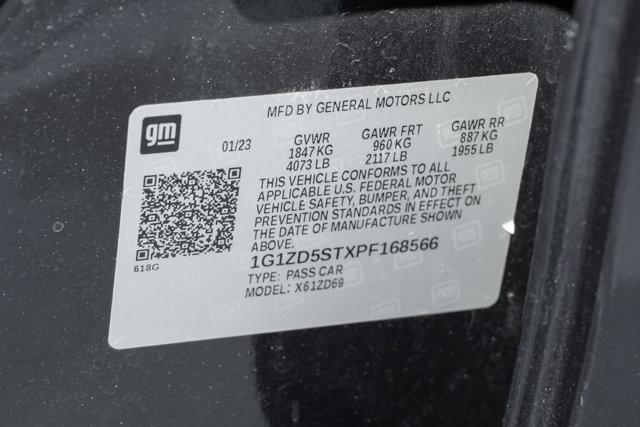 MFD BY GENERAL MOTORS LLC
gm
01/23 GVWR GAWR FRT GAWR RR
1847 KG 960 KG 887 KG
4073 LB 2117 LB 1955 LB
THIS VEHICLE CONFORMS TO ALL
APPLICABLE U.S. FEDERAL MOTOR
VEHICLE SAFETY, BUMPER, AND THEFT
PREVENTION STANDARDS IN EFFECT ON
THE DATE OF MANUFACTURE SHOWN
ABOVE.
618G
1G1ZD5STXPF168566
TYPE: PASS CAR
MODEL: X61ZD69